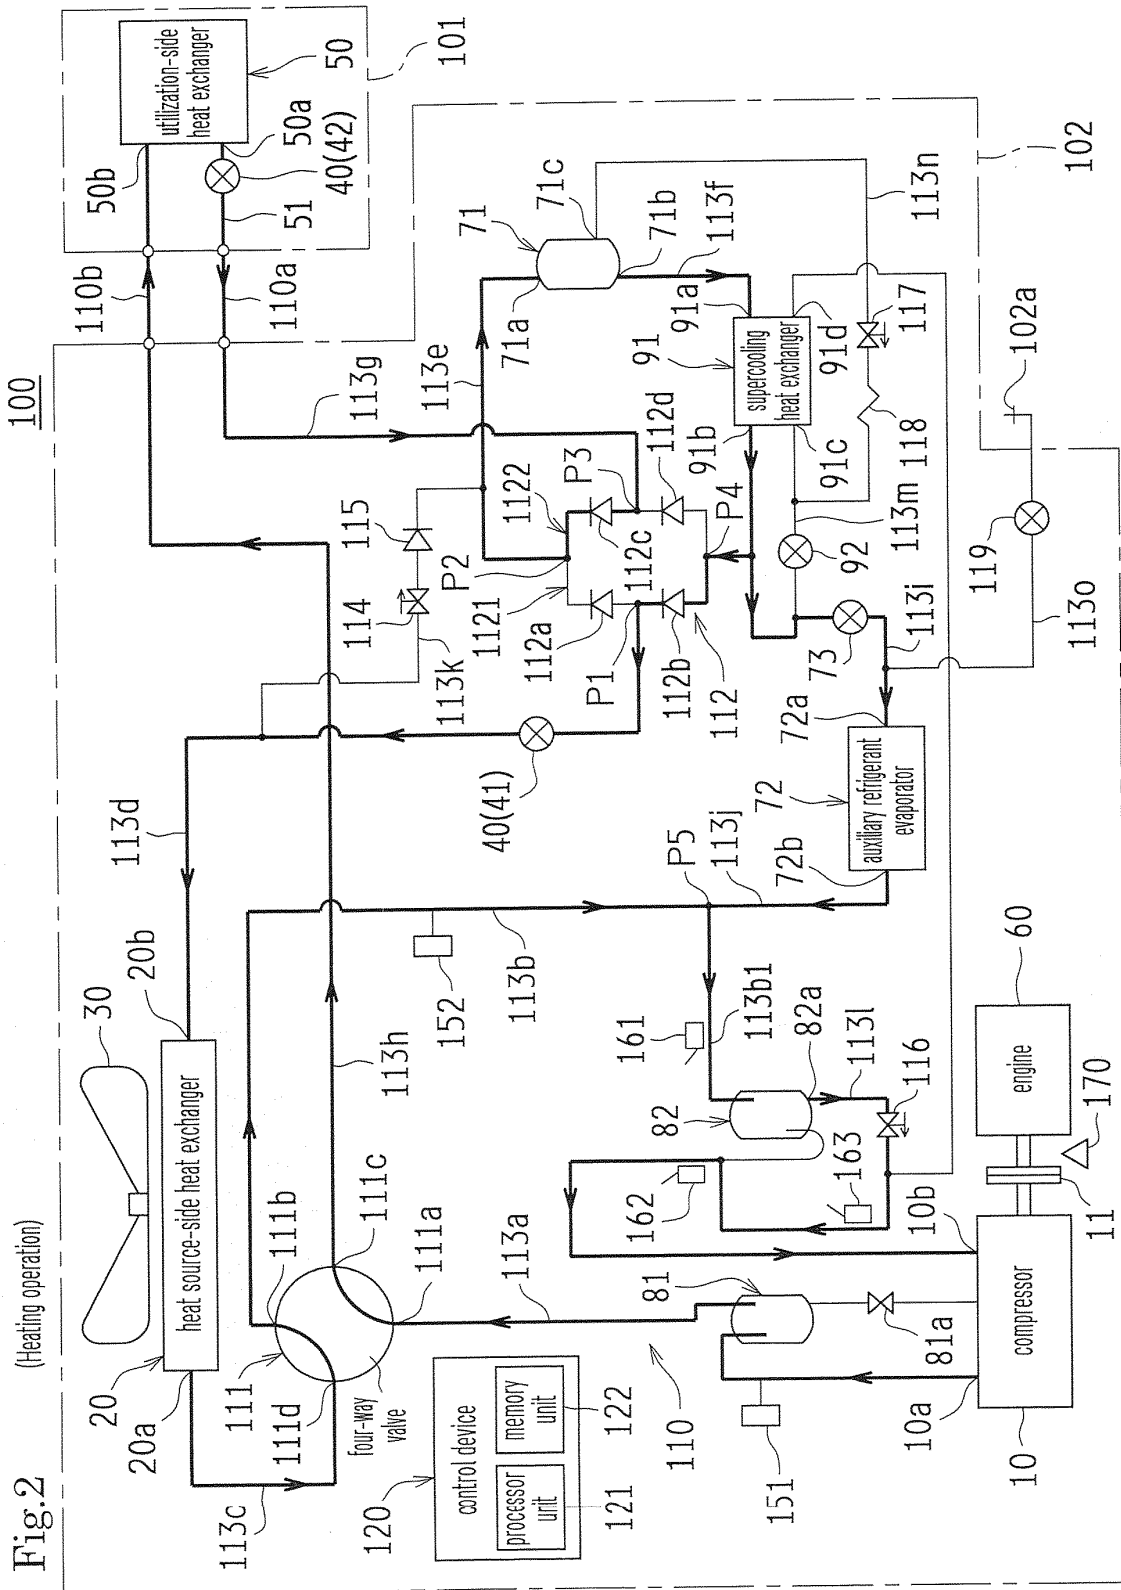 Fig.2
(Heating operation)
100
30
20
20a
20b
heat source-side heat exchanger
113d
113c
110b
110a
50b
50a
50
utilization-side
heat exchanger
40(42)
51
101
111
111b
111d
111c
111a
four-way
valve
113h
113g
113e
113k
114
115
P2
1121
1122
P3
112a
112c
112d
P1
112b
112
P4
40(41)
71
71a
71c
71b
113f
113n
102
91a
91
91b
supercooling
heat exchanger
91d
91c
117
118
102a
113m
92
73
113i
119
113o
72a
72
72b
auxiliary refrigerant
evaporator
P5
113j
152
113b
113b1
161
82
82a
113l
116
162
163
113a
81
81a
10b
10a
10
compressor
11
170
engine
60
110
151
120
control device
processor
unit
memory
unit
121
122